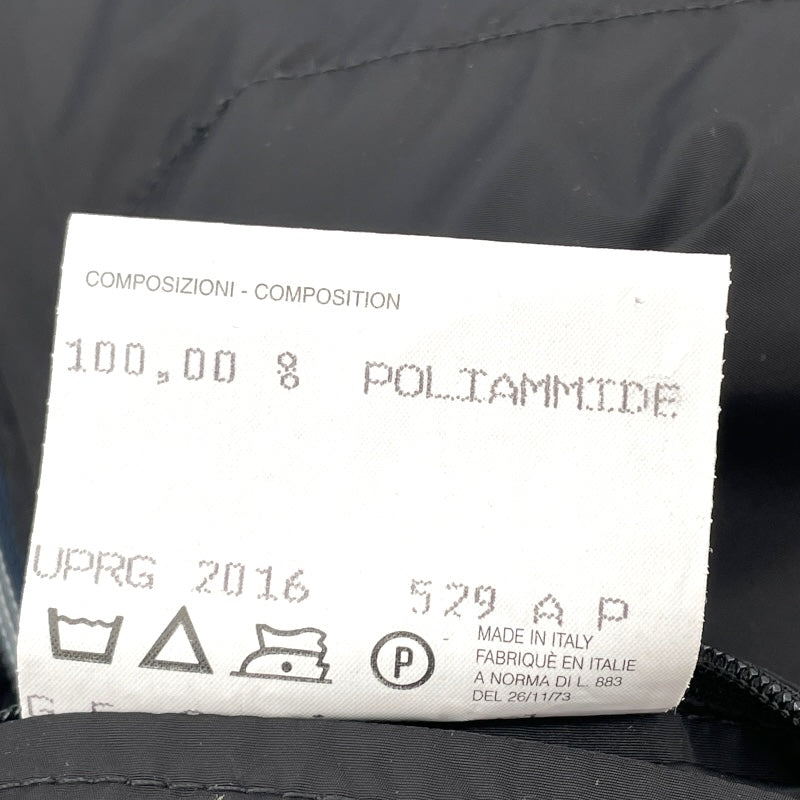 COMPOSIZIONI - COMPOSITION
100,00 % POLIAMMIDE
UPRG 2016 529 A P
P
MADE IN ITALY
FABRIQUÈ EN ITALIE
A NORMA DI L. 883
DEL 26/11/73